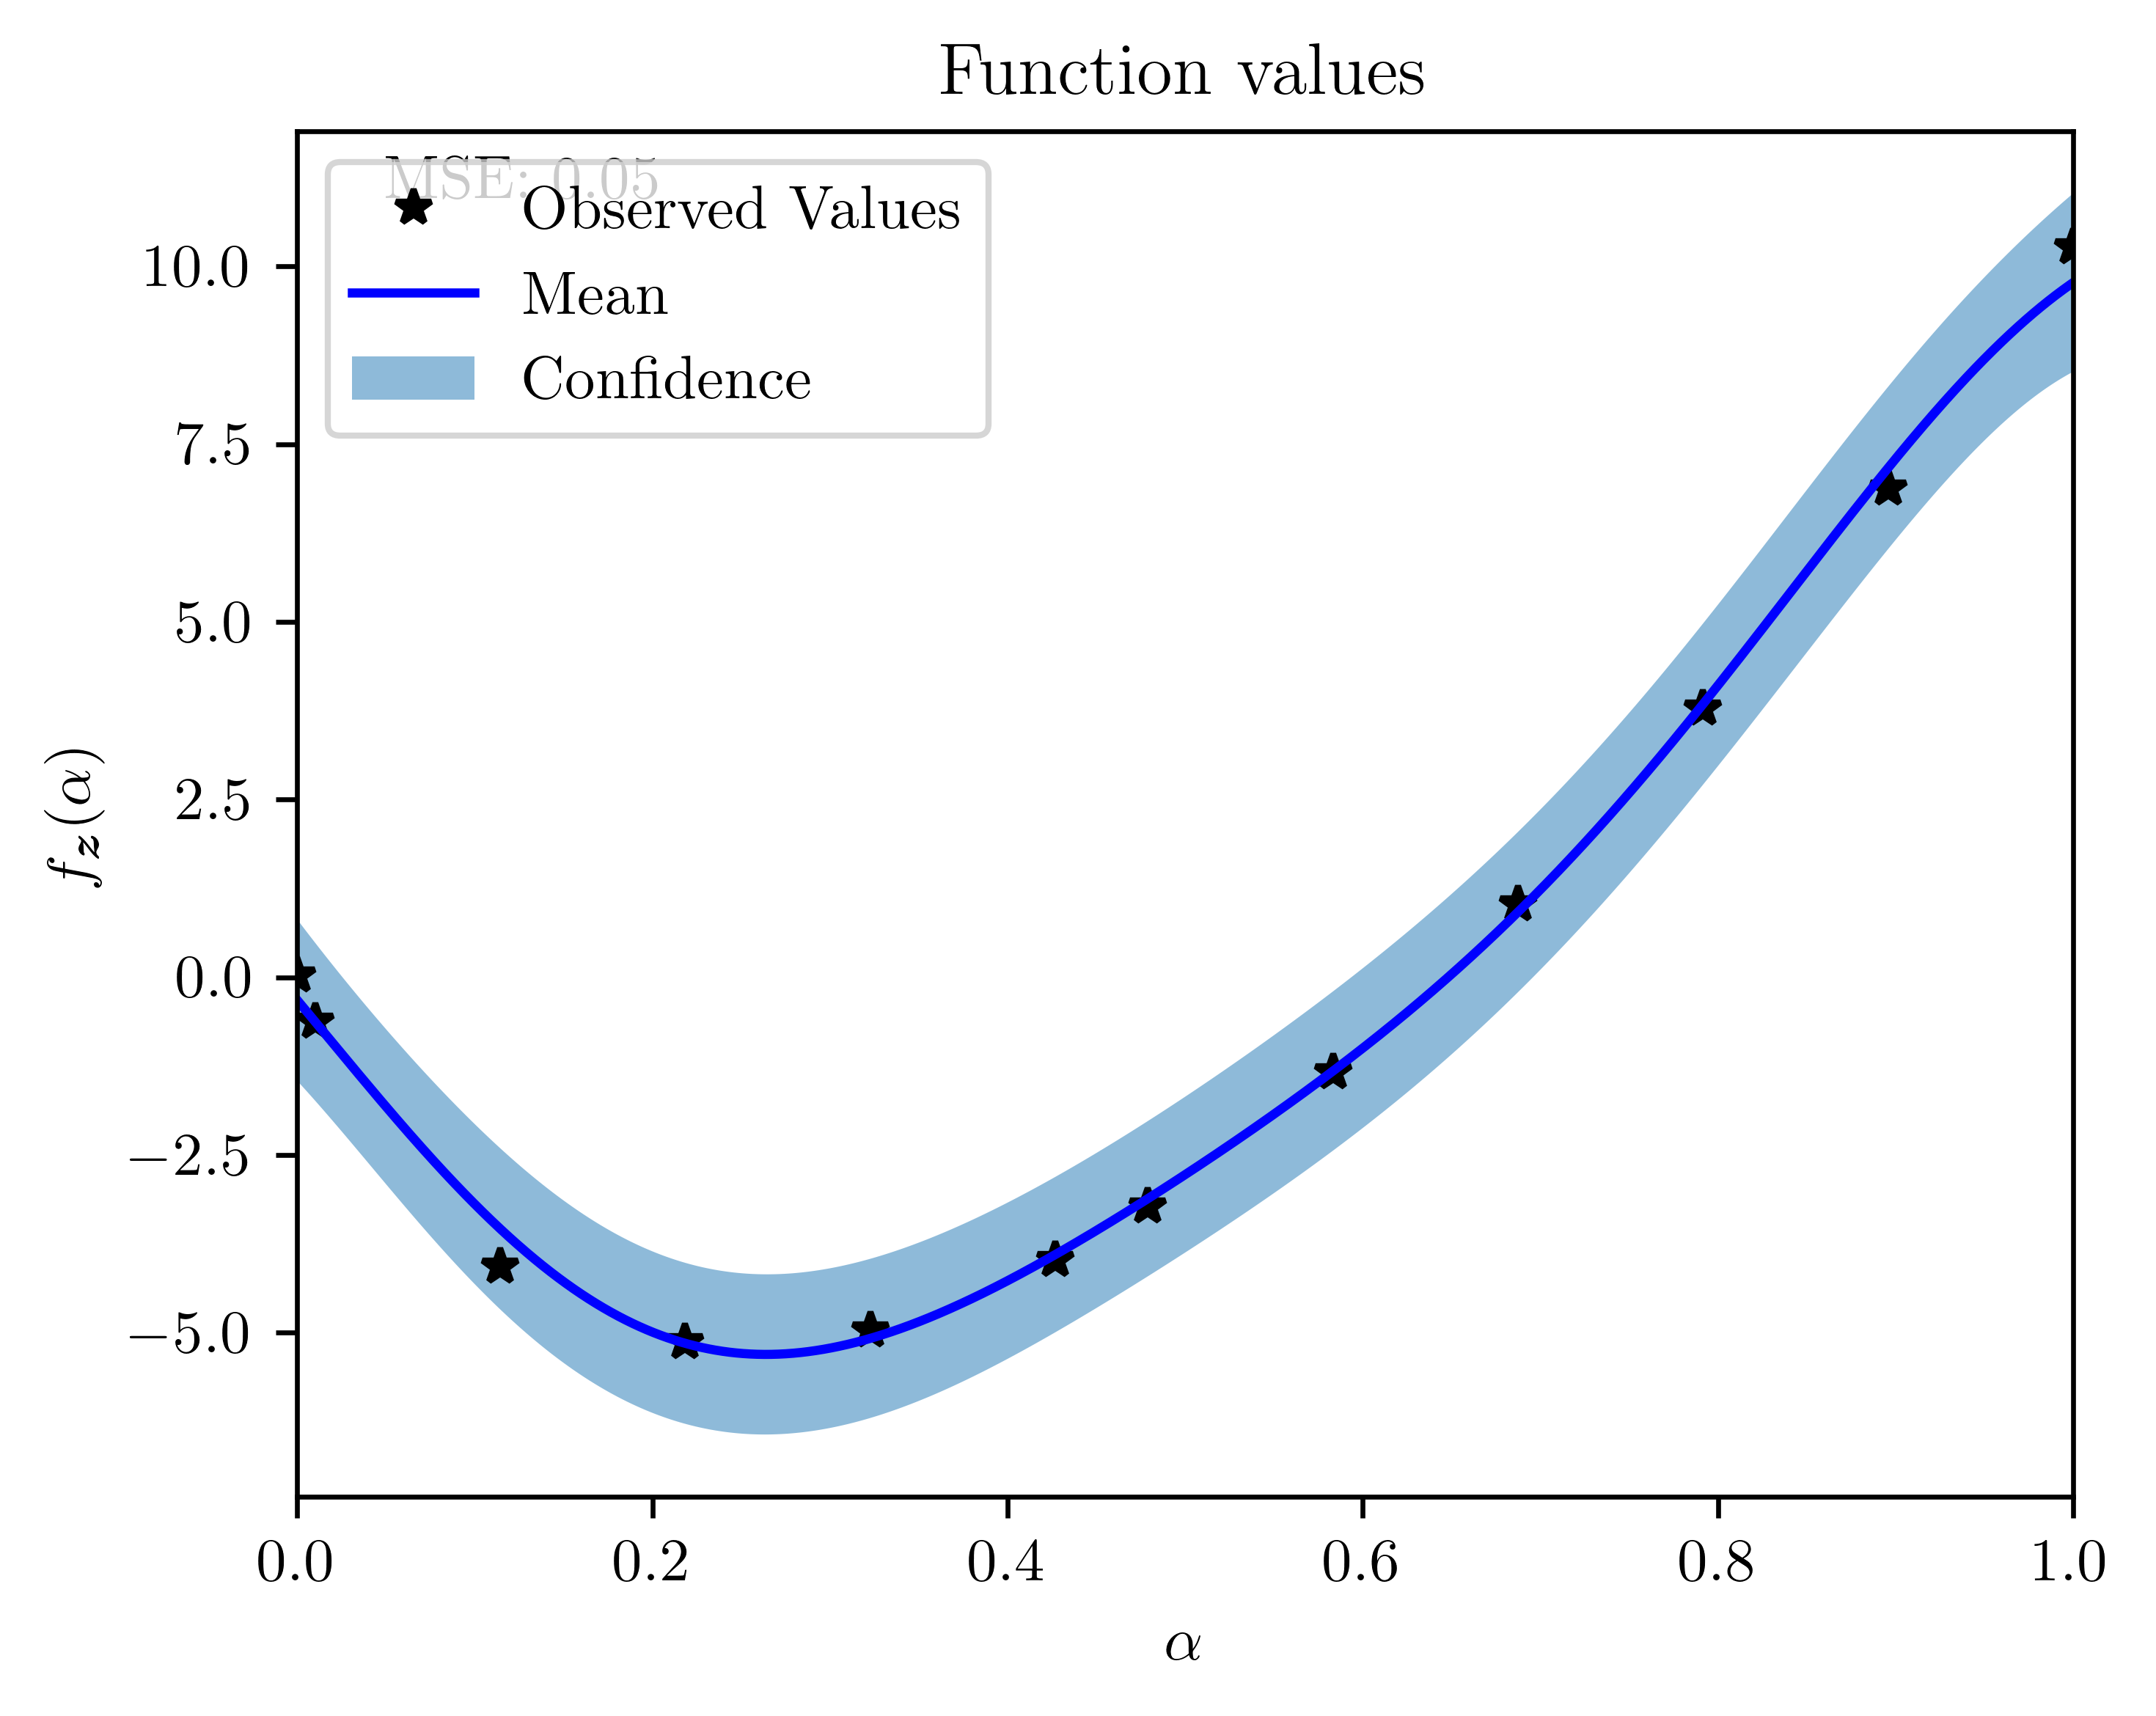 Function values
MSE: 0.05
Observed Values
Mean
Confidence
10.0
7.5
5.0
2.5
0.0
−2.5
−5.0
f_z(α)
0.0 0.2 0.4 0.6 0.8 1.0
α